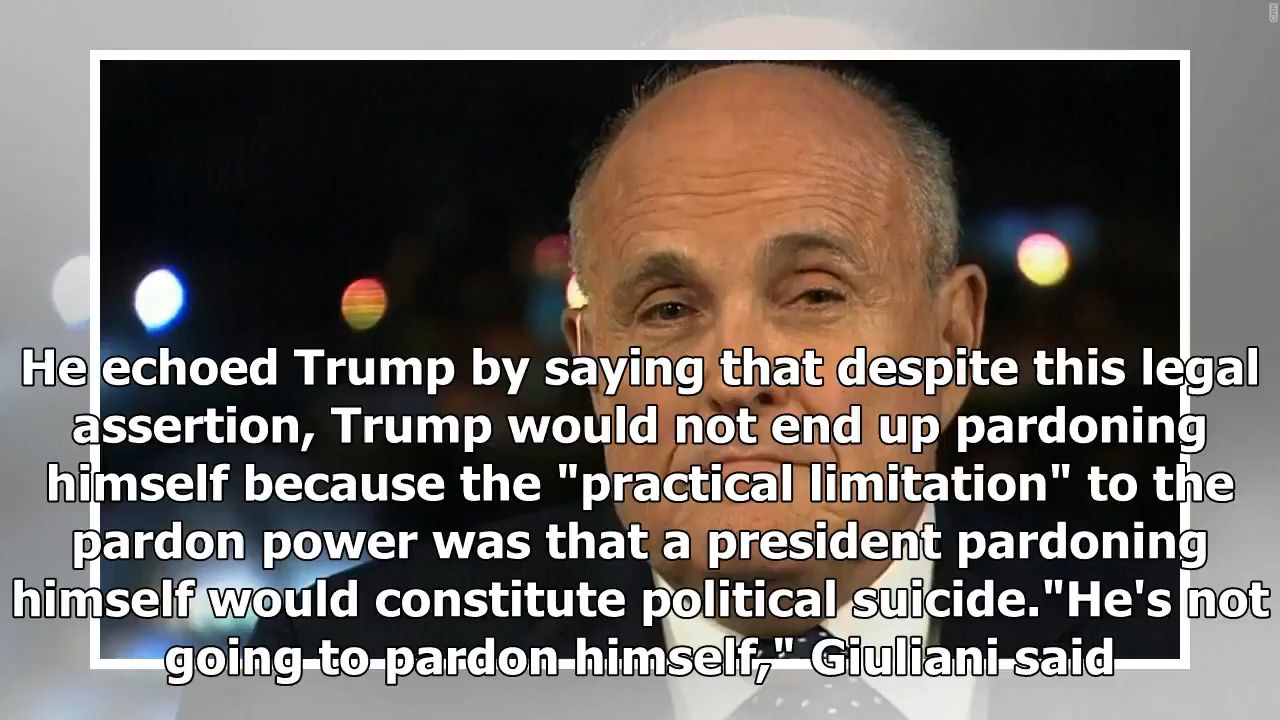 He echoed Trump by saying that despite this legal
assertion, Trump would not end up pardoning
himself because the "practical limitation" to the
pardon power was that a president pardoning
himself would constitute political suicide."He's not
going to pardon himself," Giuliani said